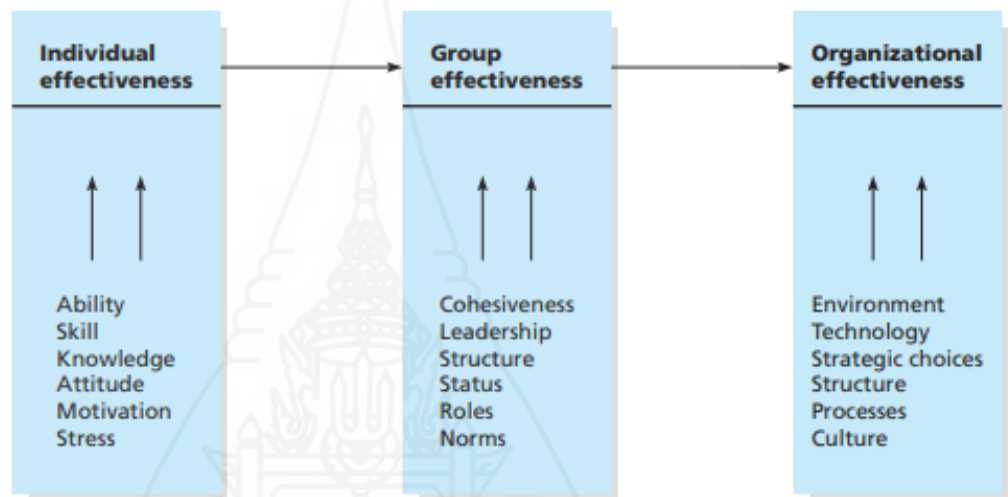 Individual
effectiveness
Ability
Skill
Knowledge
Attitude
Motivation
Stress
Group
effectiveness
Cohesiveness
Leadership
Structure
Status
Roles
Norms
Organizational
effectiveness
Environment
Technology
Strategic choices
Structure
Processes
Culture